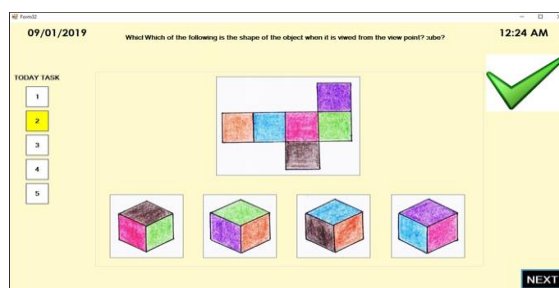 Form32
09/01/2019
Whicl Which of the following is the shape of the object when it is viwed from the view point? :ube?
12:24 AM
TODAY TASK
1
2
3
4
5
NEXT